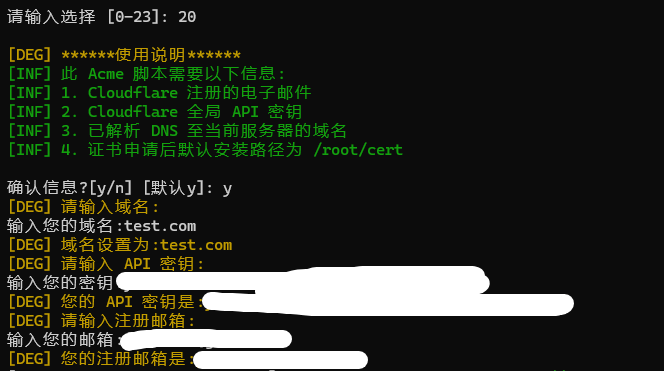 请输入选择 [0-23]: 20
[DEG] ******使用说明******
[INF] 此 Acme 脚本需要以下信息:
[INF] 1. Cloudflare 注册的电子邮件
[INF] 2. Cloudflare 全局 API 密钥
[INF] 3. 已解析 DNS 至当前服务器的域名
[INF] 4. 证书申请后默认安装路径为 /root/cert
确认信息?[y/n] [默认y]: y
[DEG] 请输入域名:
输入您的域名:test.com
[DEG] 域名设置为:test.com
[DEG] 请输入 API 密钥:
输入您的密钥
[DEG] 您的 API 密钥是:
[DEG] 请输入注册邮箱:
输入您的邮箱:
[DEG] 您的注册邮箱是: